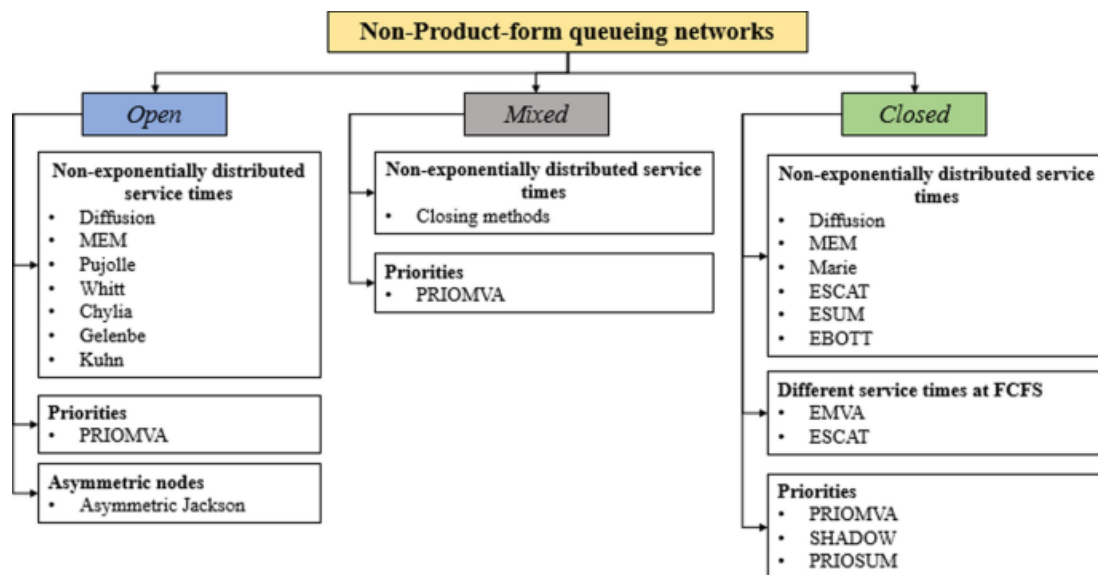 Non-Product-form queueing networks
Open
Non-exponentially distributed
service times
• Diffusion
• MEM
• Pujolle
• Whitt
• Chylia
• Gelenbe
• Kuhn
Priorities
• PRIOMVA
Asymmetric nodes
• Asymmetric Jackson
Mixed
Non-exponentially distributed service
times
• Closing methods
Priorities
• PRIOMVA
Closed
Non-exponentially distributed service
times
• Diffusion
• MEM
• Marie
• ESCAT
• ESUM
• EBOTT
Different service times at FCFS
• EMVA
• ESCAT
Priorities
• PRIOMVA
• SHADOW
• PRIOSUM